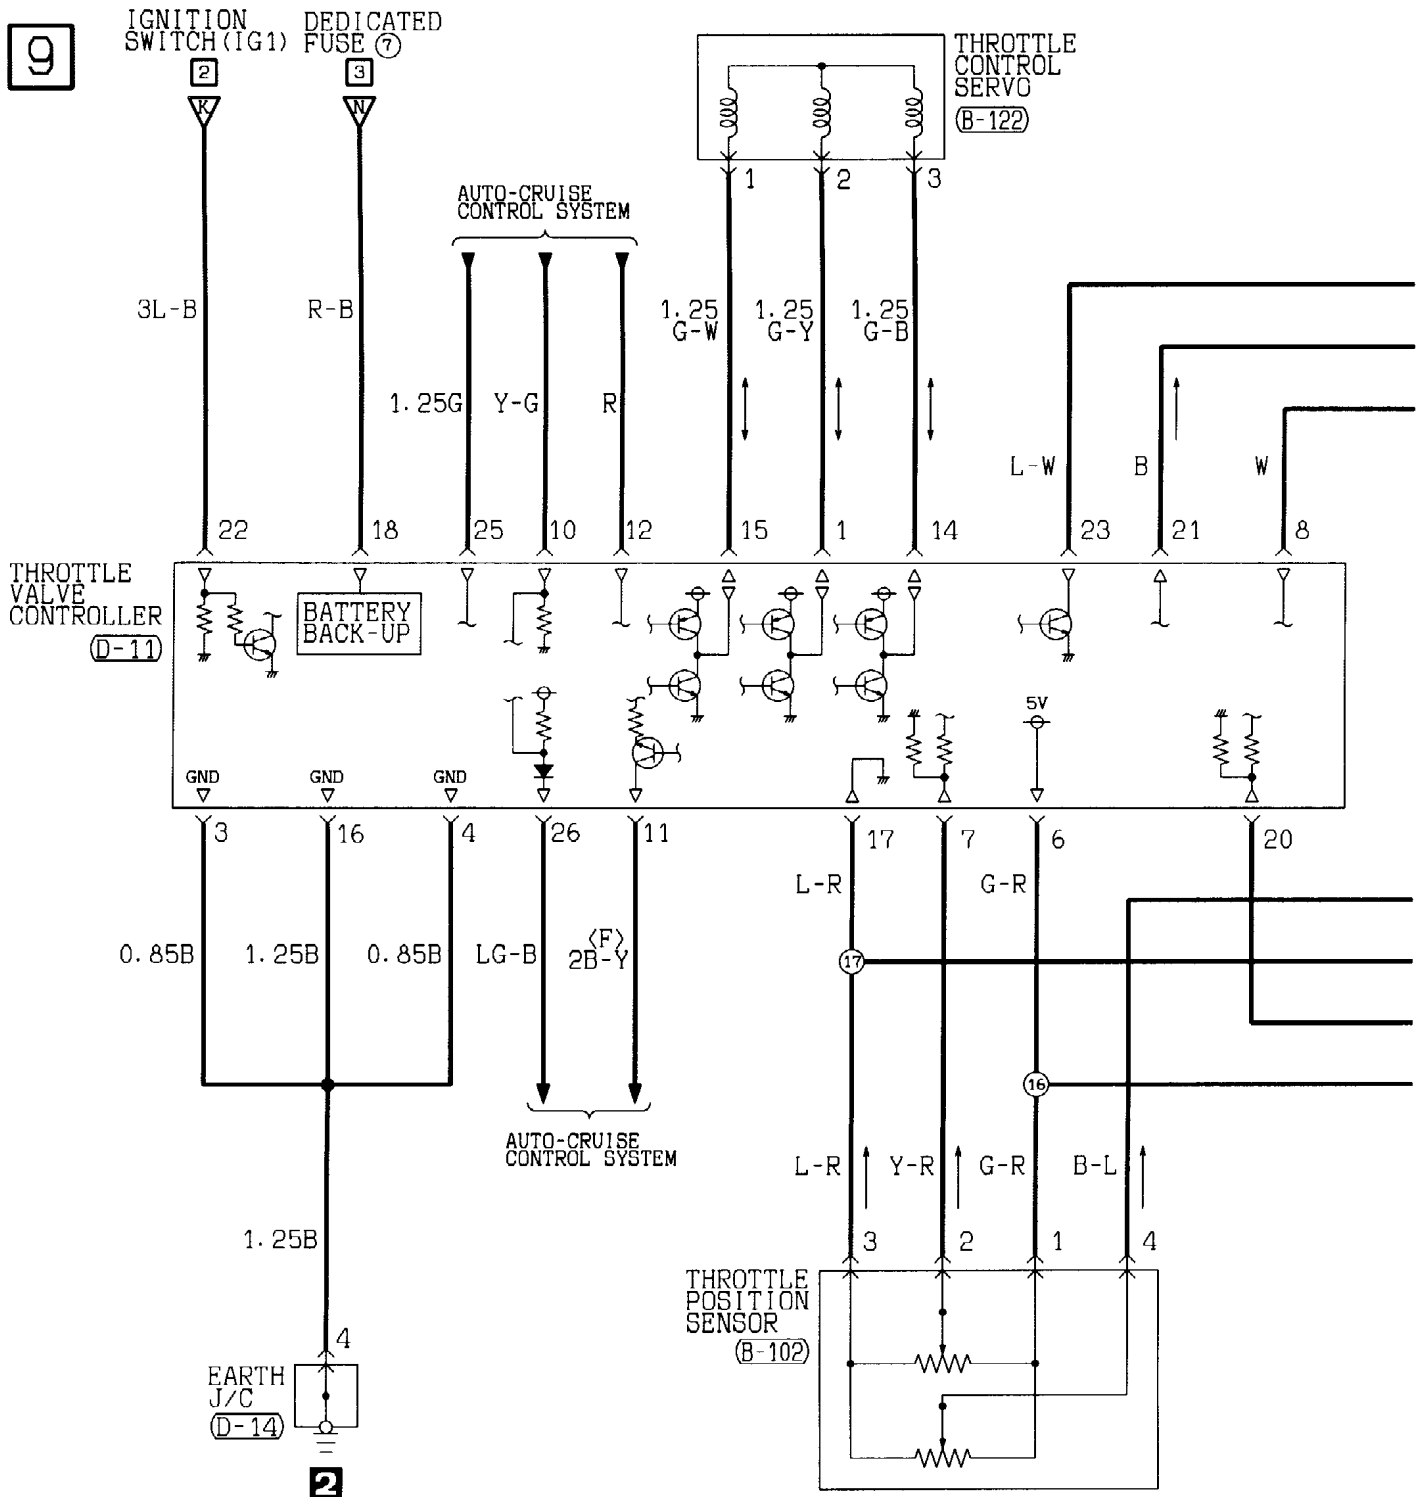 9
IGNITION
SWITCH(IG1)
DEDICATED
FUSE ⑦
2
3
K
N
THROTTLE
CONTROL
SERVO
(B-122)
1
2
3
AUTO-CRUISE
CONTROL SYSTEM
3L-B
R-B
1.25G
Y-G
R
1.25
G-W
1.25
G-Y
1.25
G-B
L-W
B
W
22
18
25
10
12
15
1
14
23
21
8
THROTTLE
VALVE
CONTROLLER
(D-11)
BATTERY
BACK-UP
5V
GND
GND
GND
3
16
4
26
11
17
7
6
20
L-R
G-R
0.85B
1.25B
0.85B
LG-B
<F>
2B-Y
17
16
AUTO-CRUISE
CONTROL SYSTEM
L-R
Y-R
G-R
B-L
1.25B
3
2
1
4
THROTTLE
POSITION
SENSOR
(B-102)
4
EARTH
J/C
(D-14)
2